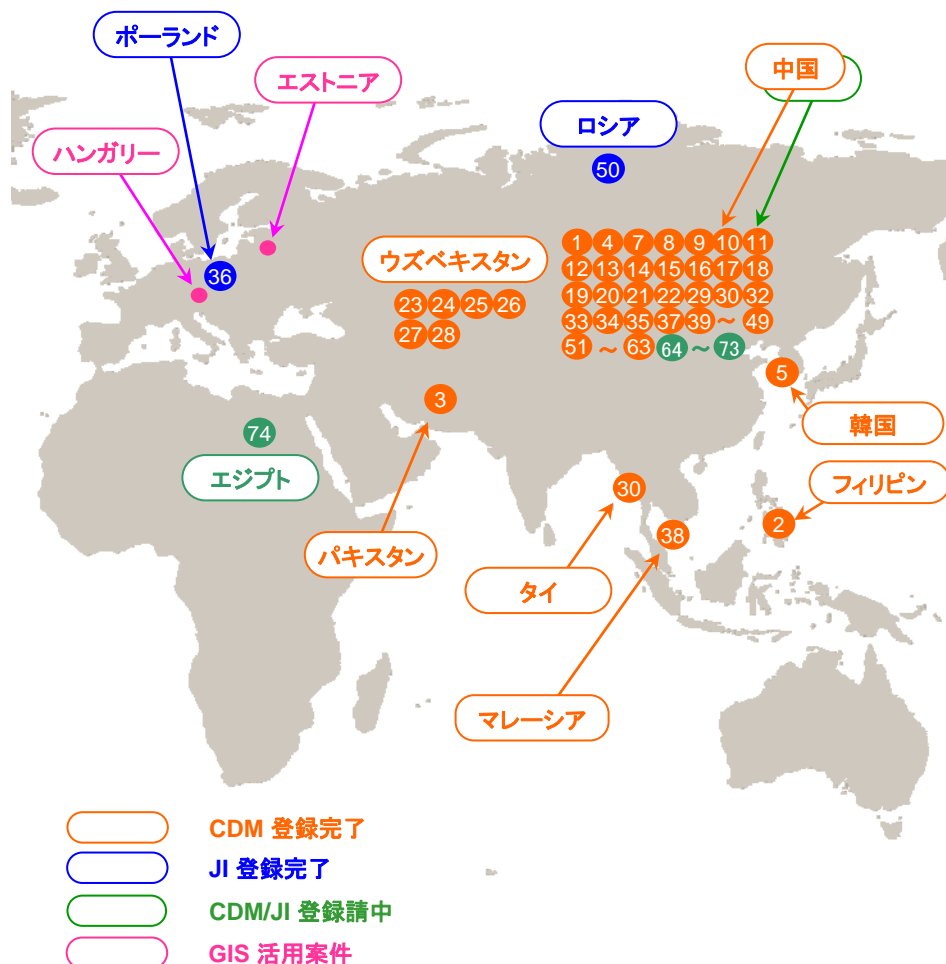 ポーランド
エストニア
中国
ハンガリー
ロシア
50
ウズベキスタン
36
1 4 7 8 9 10 11
12 13 14 15 16 17 18
19 20 21 22 29 30 32
33 34 35 37 39 ~ 49
51 ~ 63 64 ~ 73
23 24 25 26
27 28
5
3
韓国
74
エジプト
30
フィリピン
2
38
パキスタン
タイ
マレーシア
CDM 登録完了
JI 登録完了
CDM/JI 登録請中
GIS 活用案件